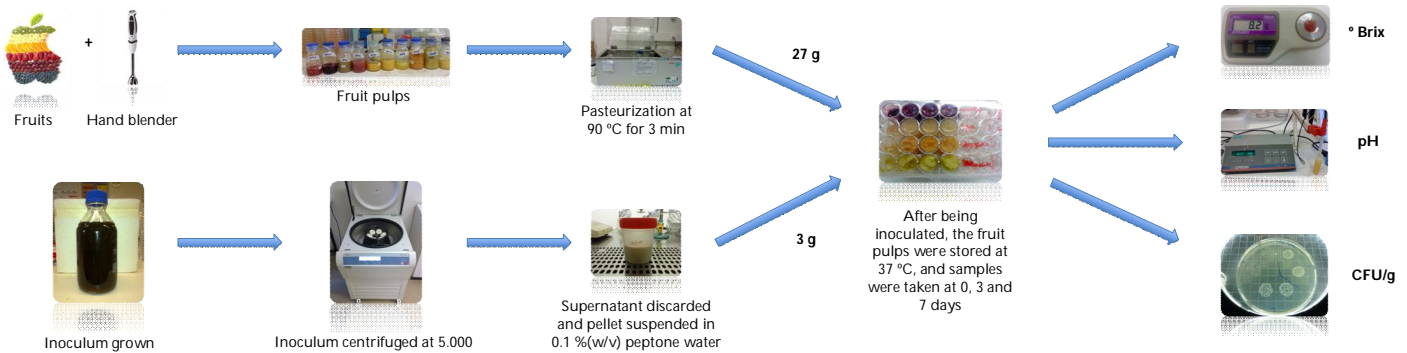 Fruits
+
Hand blender
Fruit pulps
Pasteurization at
90 ºC for 3 min
27 g
Inoculum grown
Inoculum centrifuged at 5.000
Supernatant discarded
and pellet suspended in
0.1 %(w/v) peptone water
3 g
After being
inoculated, the fruit
pulps were stored at
37 ºC, and samples
were taken at 0, 3 and
7 days
8.2
º Brix
pH
CFU/g